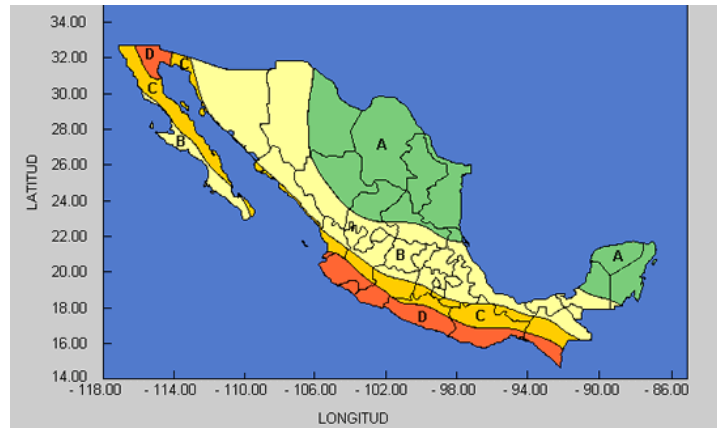 34.00
32.00
30.00
28.00
26.00
24.00
22.00
20.00
18.00
16.00
14.00
LATITUD
D
C
C
B
A
B
A
C
D
- 118.00 - 114.00 - 110.00 - 106.00 - 102.00 - 98.00 - 94.00 - 90.00 - 86.00
LONGITUD